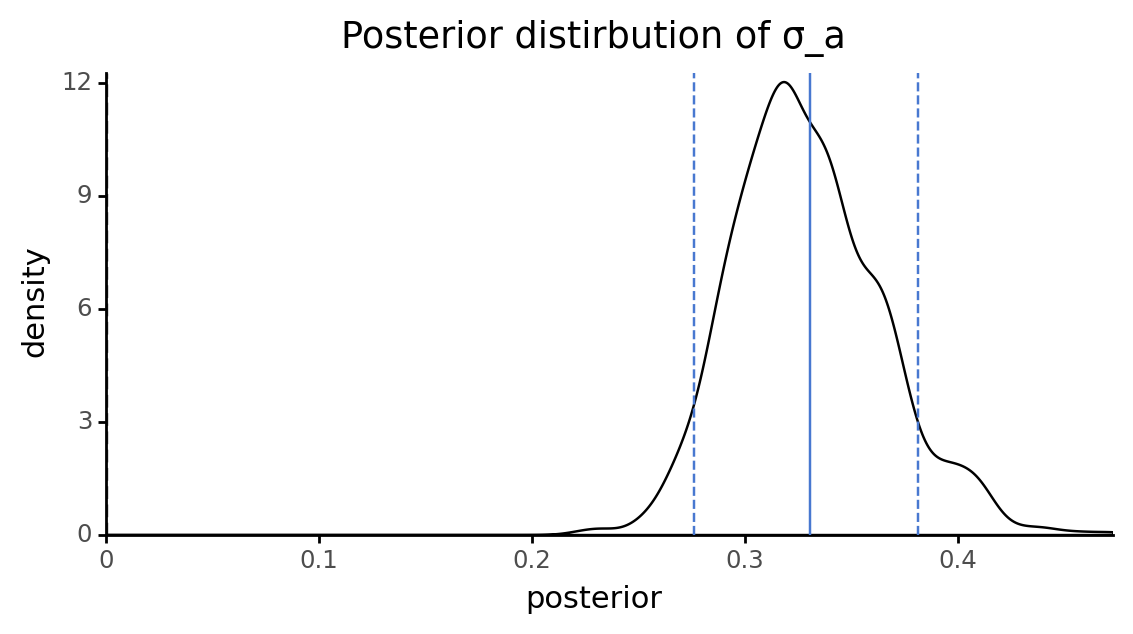 Posterior distirbution of σ_a
12
9
6
3
0
density
0 0.1 0.2 0.3 0.4
posterior